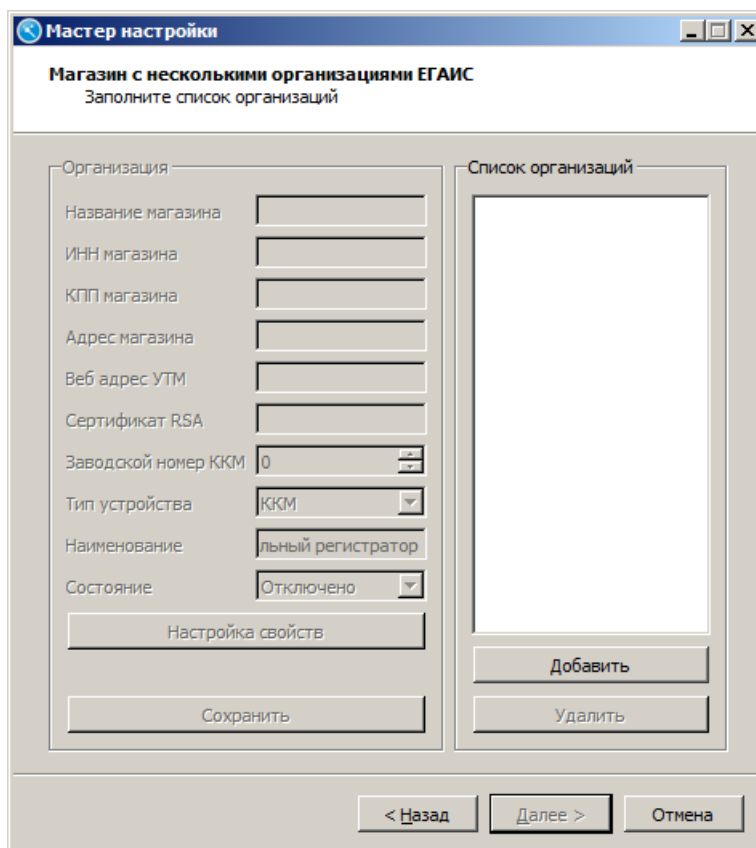 Мастер настройки
Магазин с несколькими организациями ЕГАИС
Заполните список организаций
Организация
Название магазина
ИНН магазина
КПП магазина
Адрес магазина
Веб адрес УТМ
Сертификат RSA
Заводской номер ККМ 0
Тип устройства ККМ
Наименование льный регистратор
Состояние Отключено
Настройка свойств
Сохранить
Список организаций
Добавить
Удалить
< Назад Далее > Отмена